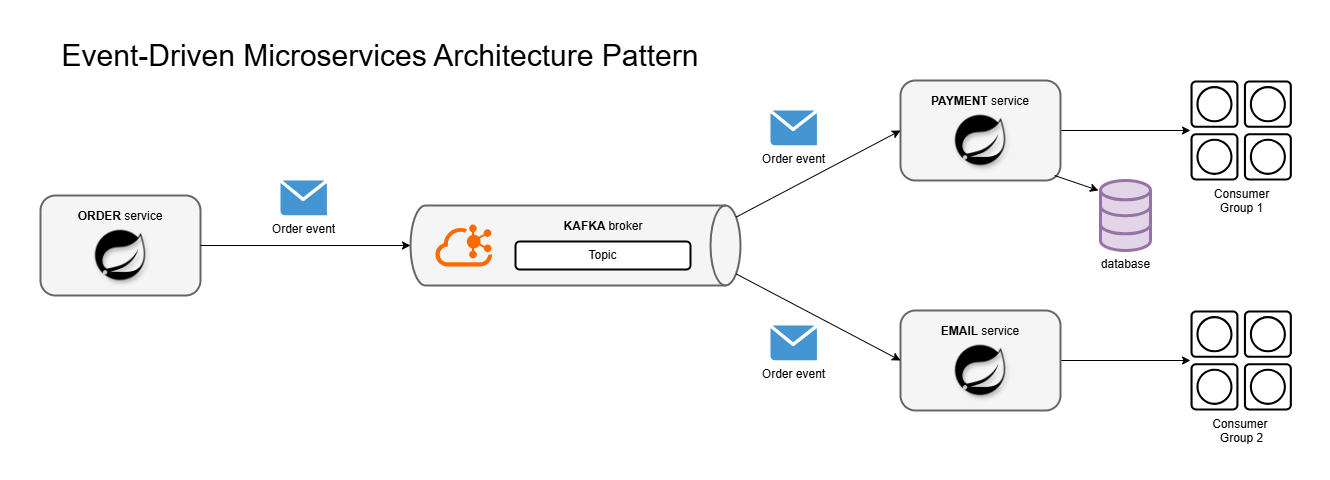 Event-Driven Microservices Architecture Pattern
ORDER service
Order event
KAFKA broker
Topic
Order event
PAYMENT service
Consumer
Group 1
database
Order event
EMAIL service
Consumer
Group 2